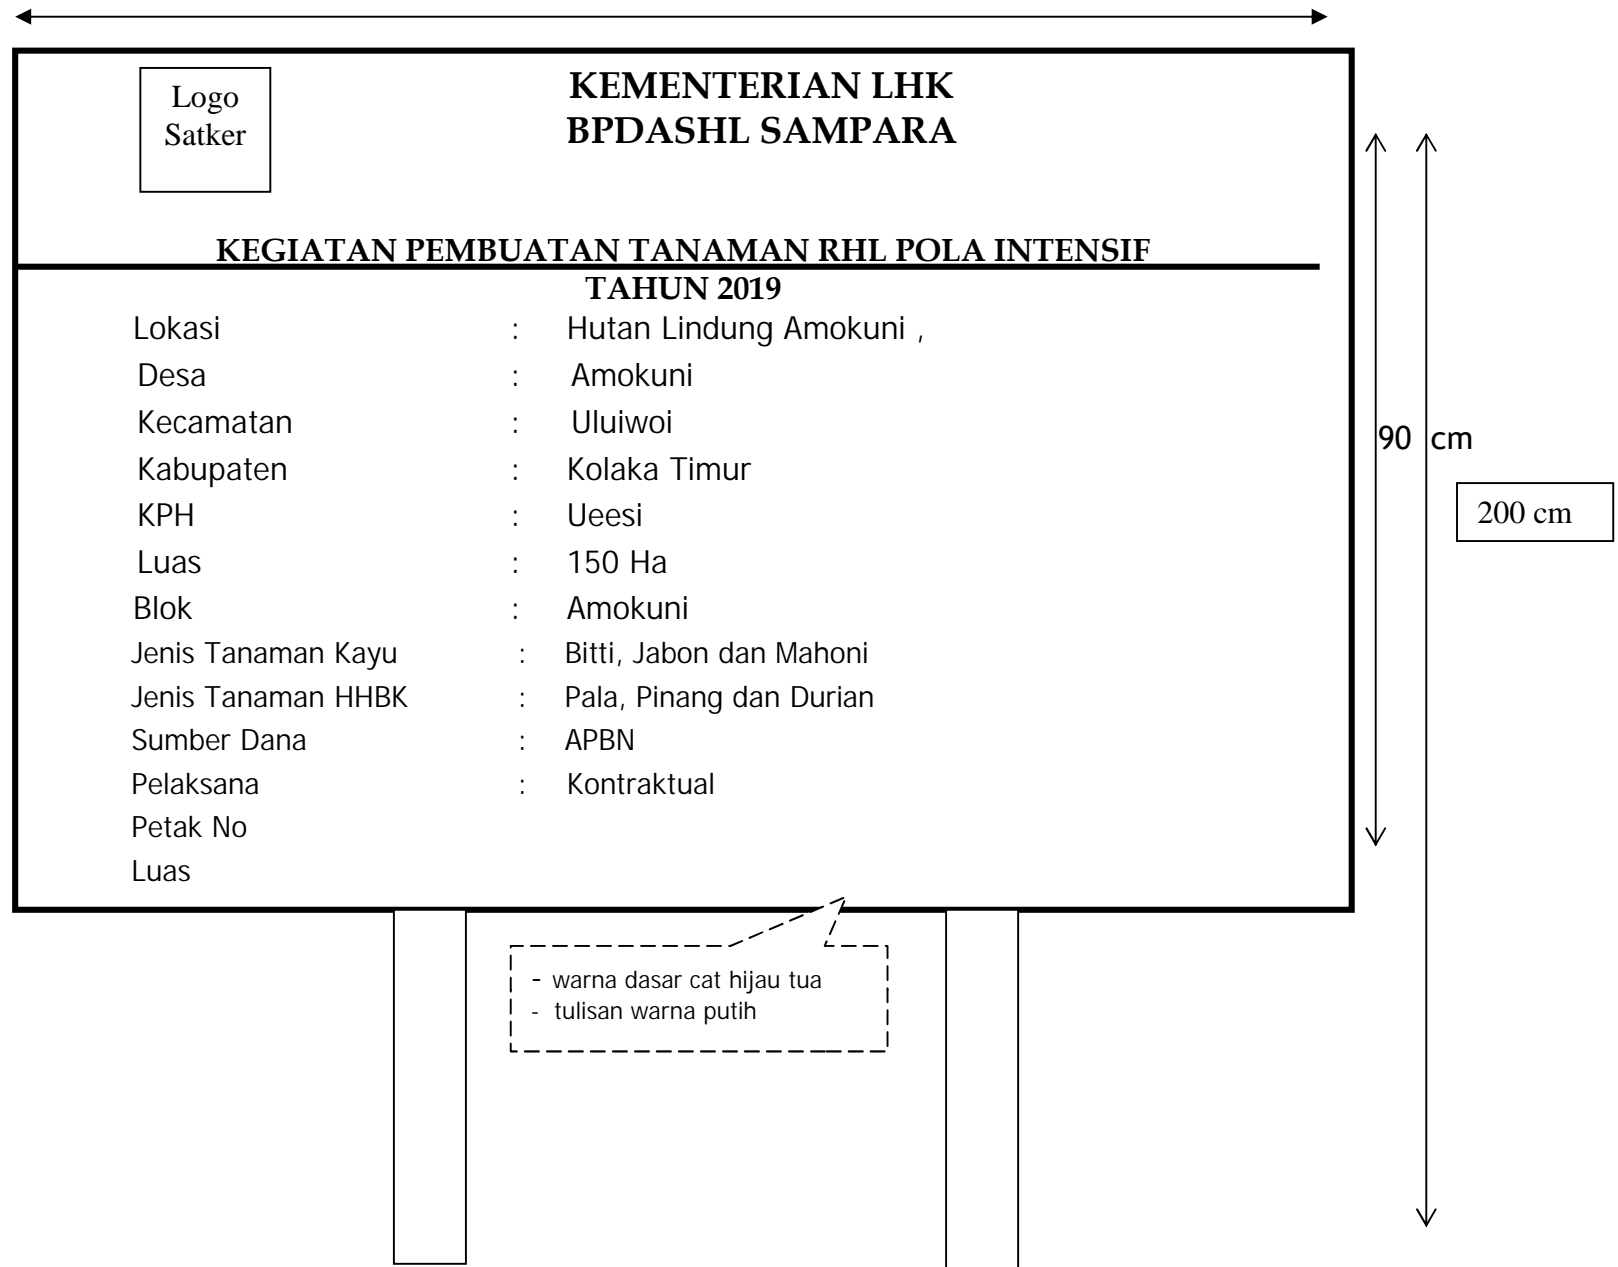 Logo
Satker
KEMENTERIAN LHK
BPDASHL SAMPARA
KEGIATAN PEMBUATAN TANAMAN RHL POLA INTENSIF
TAHUN 2019
Lokasi : Hutan Lindung Amokuni ,
Desa : Amokuni
Kecamatan : Uluiwoi
Kabupaten : Kolaka Timur
KPH : Ueesi
Luas : 150 Ha
Blok : Amokuni
Jenis Tanaman Kayu : Bitti, Jabon dan Mahoni
Jenis Tanaman HHBK : Pala, Pinang dan Durian
Sumber Dana : APBN
Pelaksana : Kontraktual
Petak No
Luas
90 cm
200 cm
- warna dasar cat hijau tua
- tulisan warna putih